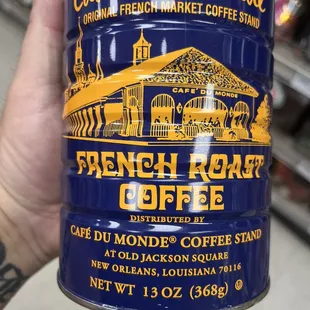 ORIGINAL FRENCH MARKET COFFEE STAND
CAFÉ DU MONDE
FRENCH ROAST
COFFEE
DISTRIBUTED BY
CAFÉ DU MONDE® COFFEE STAND
AT OLD JACKSON SQUARE
NEW ORLEANS, LOUISIANA 70116
NET WT 13 OZ (368g)